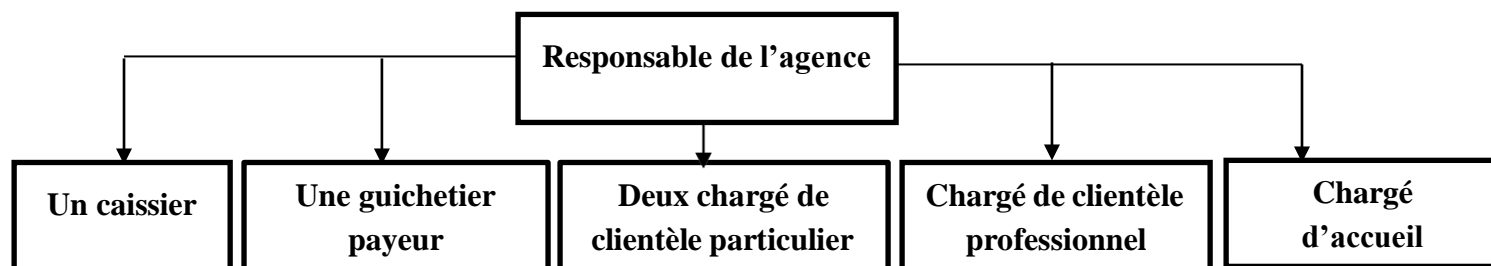 Responsable de l’agence
Un caissier
Une guichetier
payeur
Deux chargé de
clientèle particulier
Chargé de clientèle
professionnel
Chargé
d’accueil